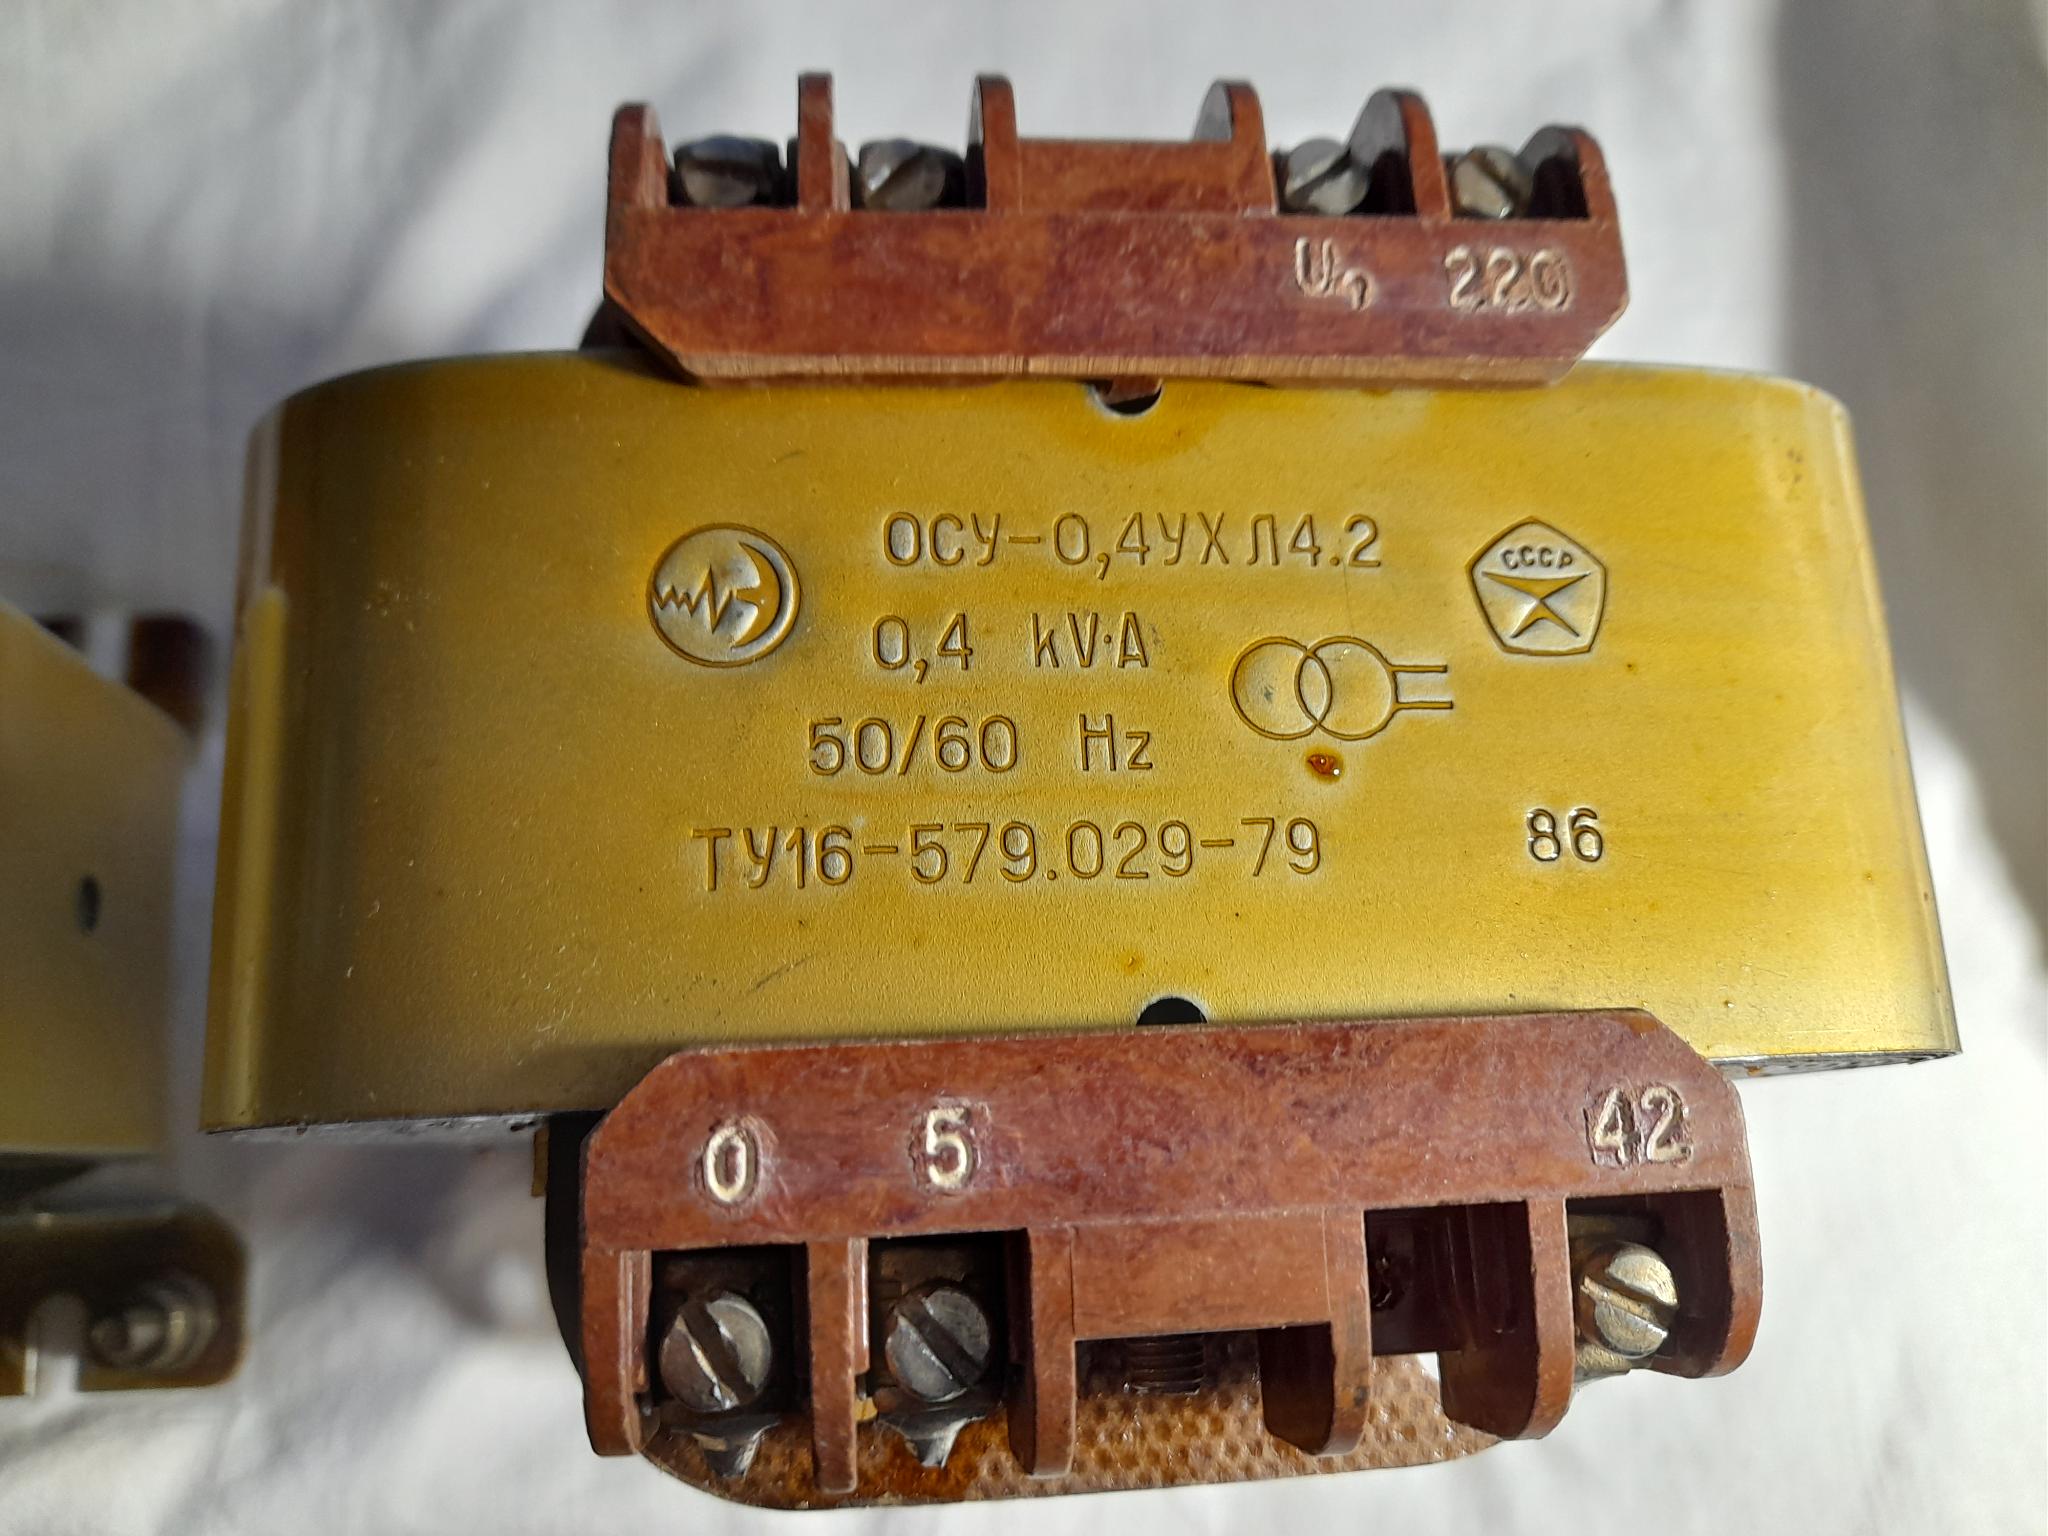 Uп 220
ОСУ-0,4УХЛ4.2
СССР
0,4 kV·A
50/60 Hz
ТУ16-579.029-79
86
0 5 42